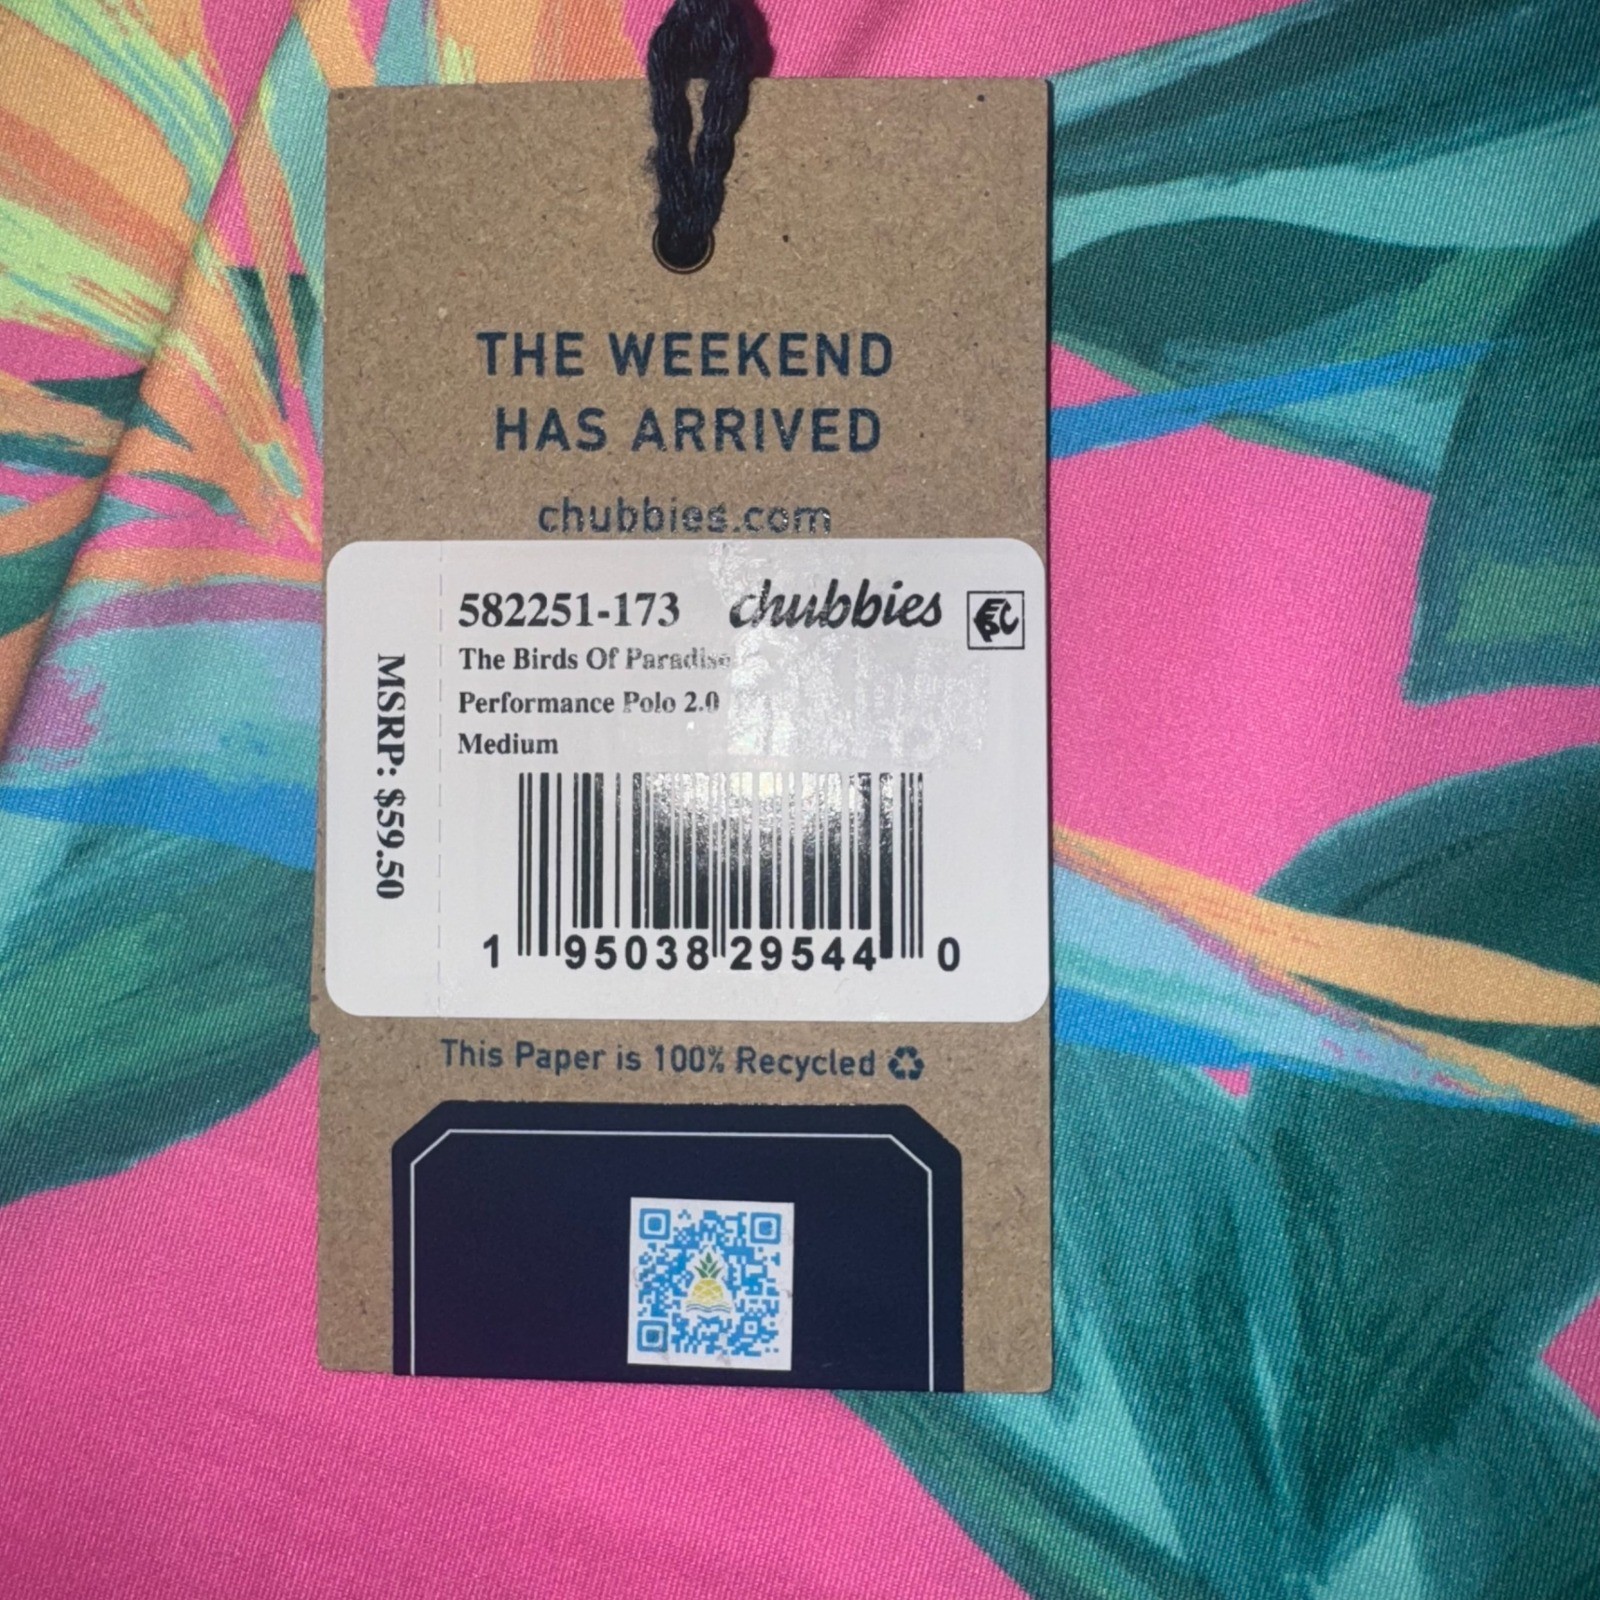 THE WEEKEND
HAS ARRIVED
chubbies.com
582251-173 chubbies
The Birds Of Paradise
Performance Polo 2.0
Medium
MSRP: $59.50
1 95038 29544 0
This Paper is 100% Recycled